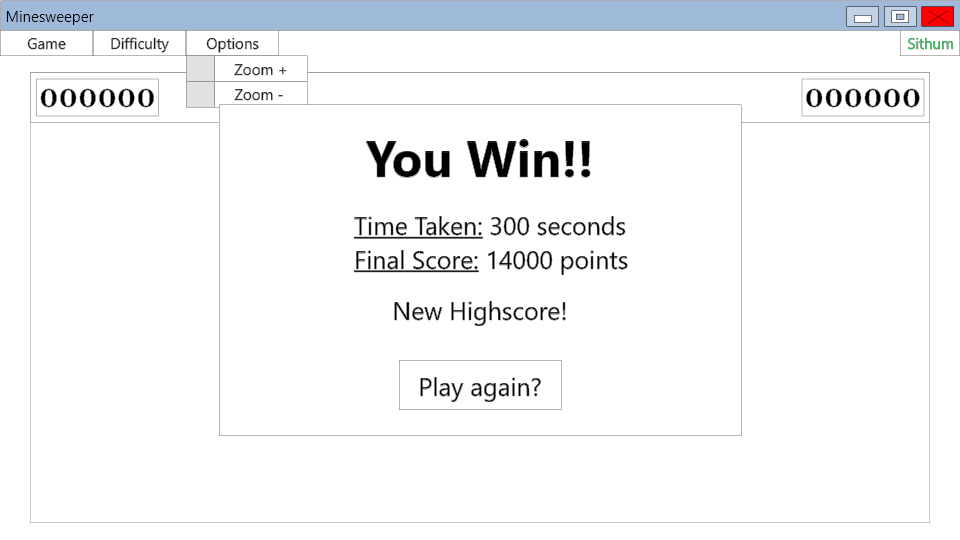 Minesweeper
Game Difficulty Options Sithum
Zoom +
Zoom -
000000 000000
You Win!!
Time Taken: 300 seconds
Final Score: 14000 points
New Highscore!
Play again?